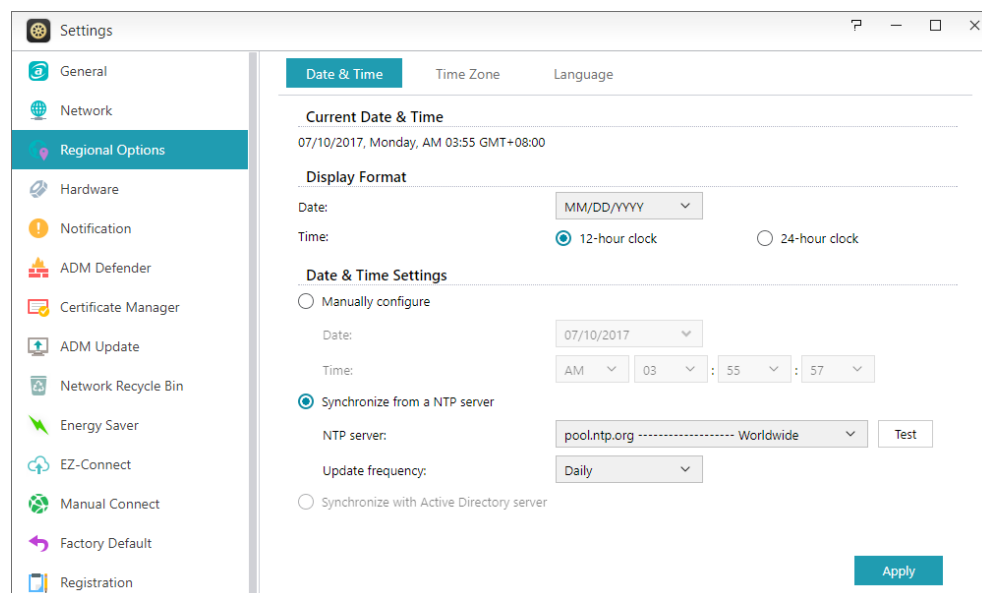 Settings
General
Network
Regional Options
Hardware
Notification
ADM Defender
Certificate Manager
ADM Update
Network Recycle Bin
Energy Saver
EZ-Connect
Manual Connect
Factory Default
Registration
Date & Time Time Zone Language
Current Date & Time
07/10/2017, Monday, AM 03:55 GMT+08:00
Display Format
Date: MM/DD/YYYY
Time: 12-hour clock 24-hour clock
Date & Time Settings
Manually configure
Date: 07/10/2017
Time: AM 03 : 55 : 57
Synchronize from a NTP server
NTP server: pool.ntp.org ------------------- Worldwide Test
Update frequency: Daily
Synchronize with Active Directory server
Apply